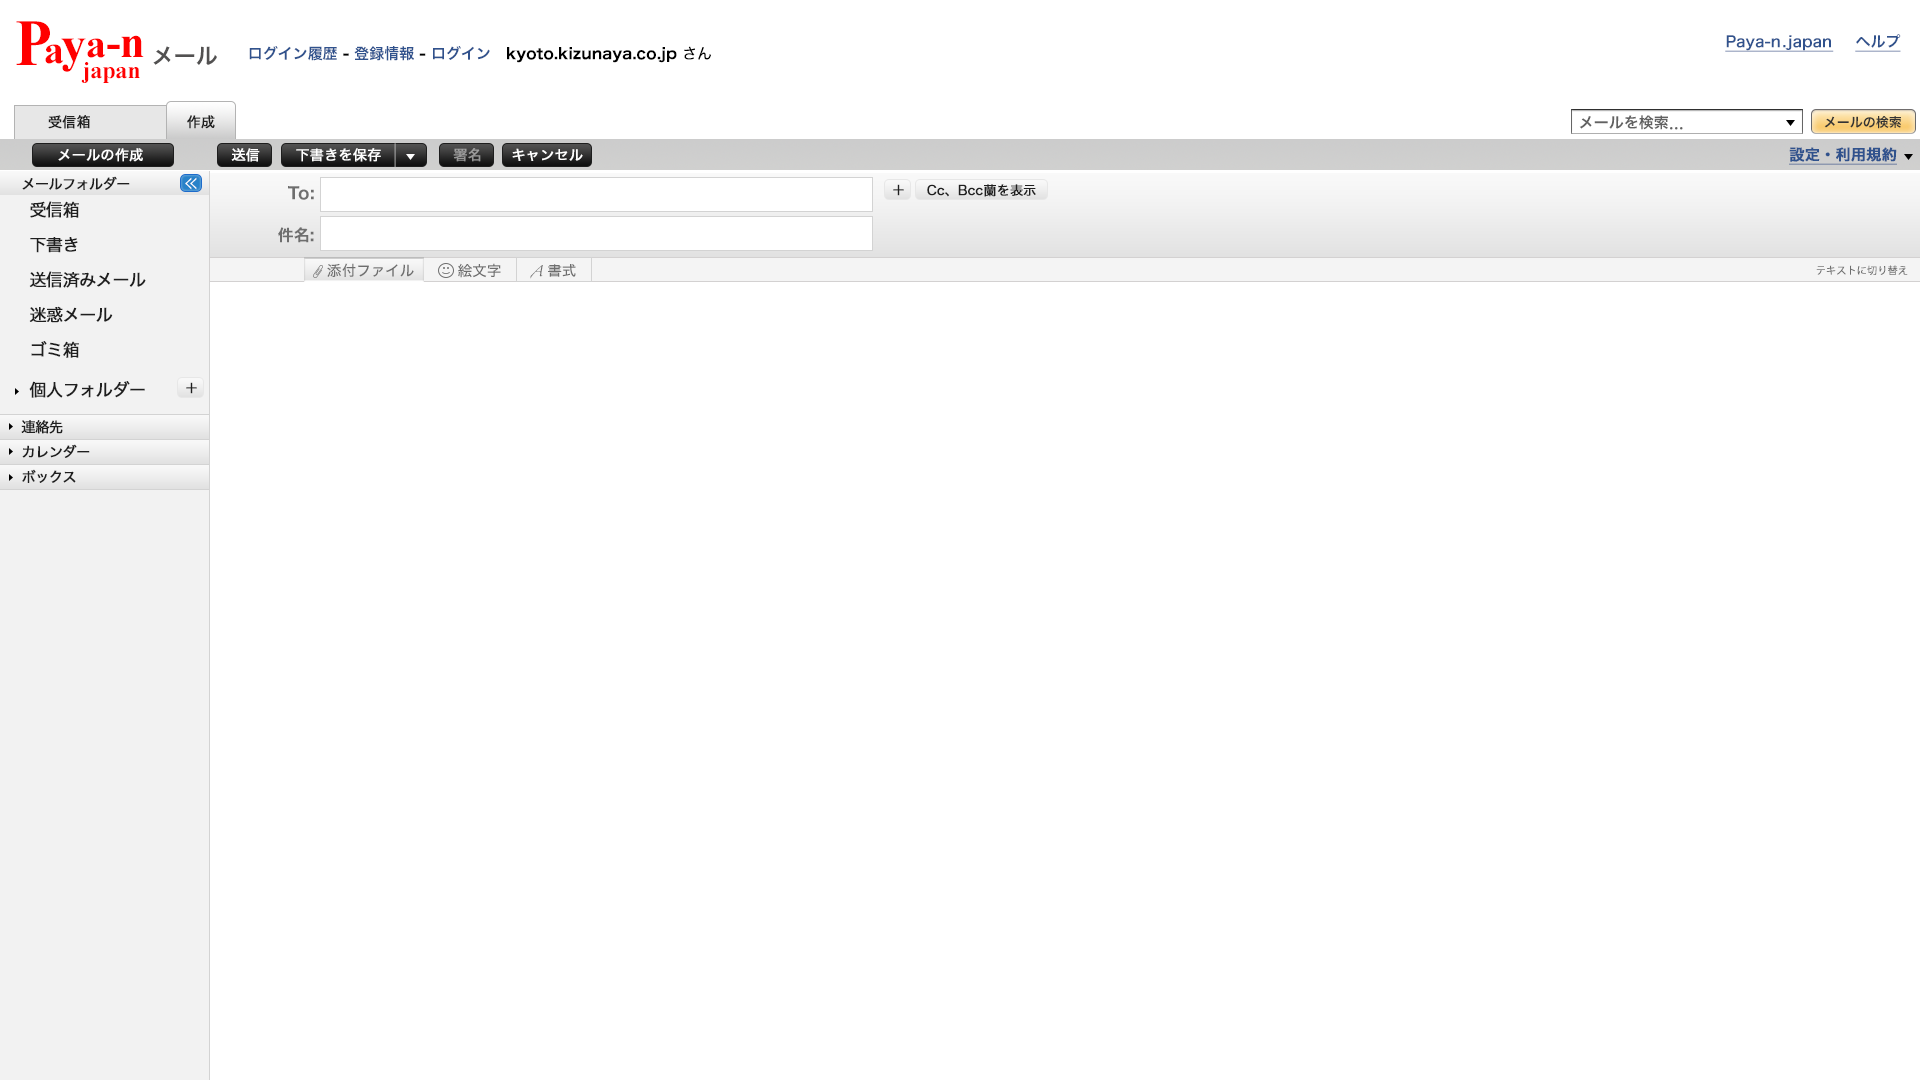 Paya-n japan メール ログイン履歴 - 登録情報 - ログイン kyoto.kizunaya.co.jp さん Paya-n.japan ヘルプ
受信箱 作成 メールを検索... メールの検索
メールの作成 送信 下書きを保存 署名 キャンセル 設定・利用規約
メールフォルダー
To: + Cc、Bcc蘭を表示
受信箱
件名:
下書き
添付ファイル 絵文字 A 書式 テキストに切り替え
送信済みメール
迷惑メール
ゴミ箱
個人フォルダー +
連絡先
カレンダー
ボックス